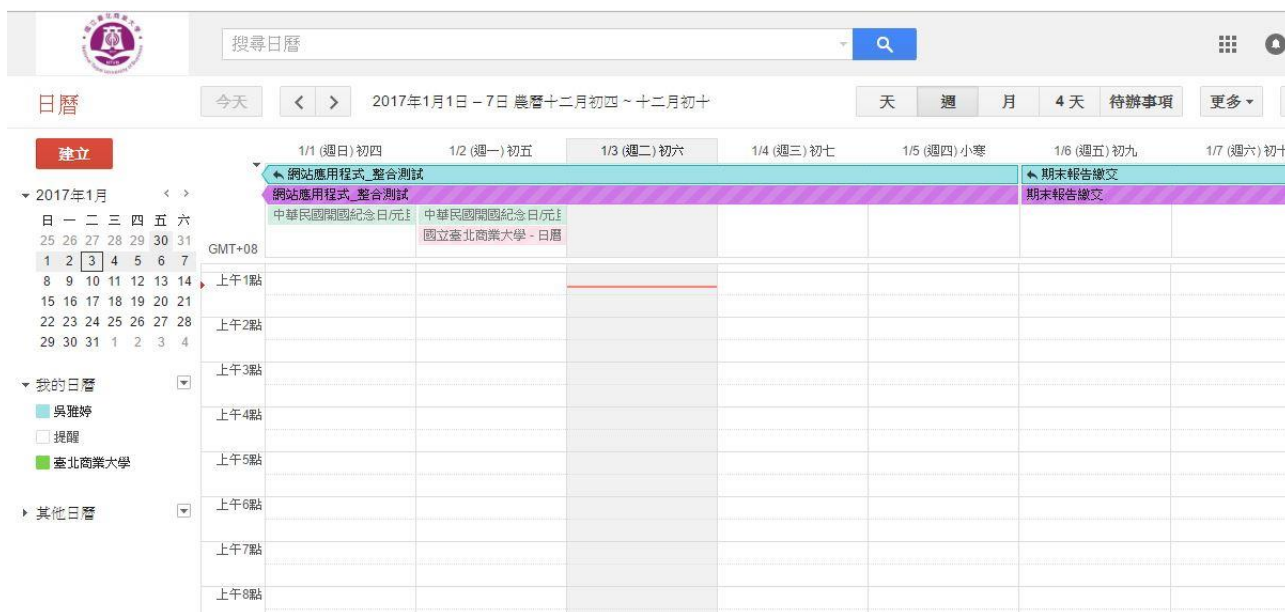 搜尋日曆
日曆
今天
2017年1月1日 – 7日 農曆十二月初四 ~ 十二月初十
天 週 月 4 天 待辦事項 更多
建立
1/1 (週日) 初四 1/2 (週一) 初五 1/3 (週二) 初六 1/4 (週三) 初七 1/5 (週四) 小寒 1/6 (週五) 初九 1/7 (週六) 初十
網站應用程式_整合測試 期末報告繳交
網站應用程式_整合測試 期末報告繳交
中華民國開國紀念日/元旦 中華民國開國紀念日/元旦
國立臺北商業大學 - 日曆
GMT+08
2017年1月
日 一 二 三 四 五 六
25 26 27 28 29 30 31
1 2 3 4 5 6 7
8 9 10 11 12 13 14
15 16 17 18 19 20 21
22 23 24 25 26 27 28
29 30 31 1 2 3 4
我的日曆
吳雅婷
提醒
臺北商業大學
其他日曆
上午1點
上午2點
上午3點
上午4點
上午5點
上午6點
上午7點
上午8點